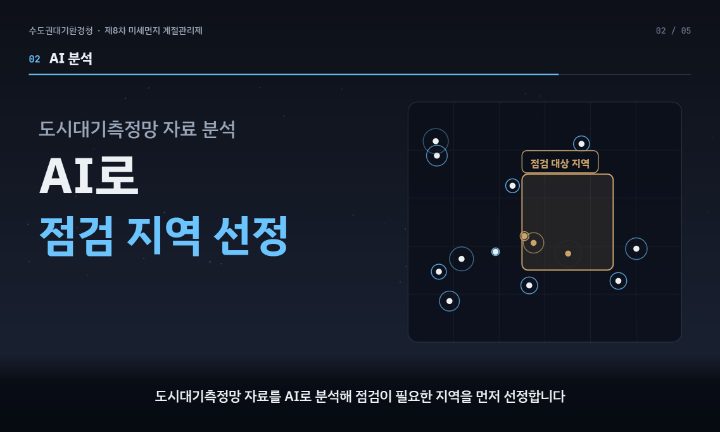 수도권대기환경청 · 제8차 미세먼지 계절관리제
02 / 05
02 AI 분석
도시대기측정망 자료 분석
AI로
점검 지역 선정
점검 대상 지역
도시대기측정망 자료를 AI로 분석해 점검이 필요한 지역을 먼저 선정합니다